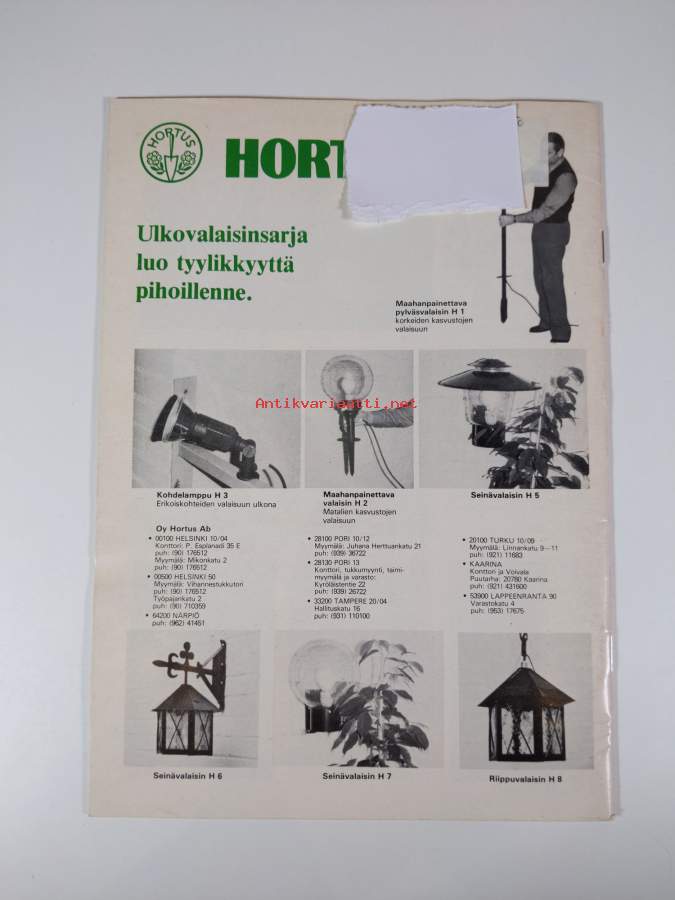 HORTUS
HORT
Ulkovalaisinsarja
luo tyylikkyyttä
pihoillenne.
Maahanpainettava
pylväsvalaisin H 1
korkeiden kasvustojen
valaisuun
Antikvariaatti.net
Kohdelamppu H 3
Erikoiskohteiden valaisuun ulkona
Maahanpainettava
valaisin H 2
Matalien kasvustojen
valaisuun
Seinävalaisin H 5
Oy Hortus Ab
• 00100 HELSINKI 10/04
Konttori: P. Esplanadi 35 E
puh: (90) 176512
Myymälä: Mikonkatu 2
puh: (90) 176512
• 00500 HELSINKI 50
Myymälä: Vihannestukkutori
puh: (90) 176512
Työpajankatu 2
puh: (90) 710359
• 64200 NÄRPIÖ
puh: (962) 41451
• 28100 PORI 10/12
Myymälä: Juhana Herttuankatu 21
puh: (939) 36722
• 28130 PORI 13
Konttori, tukkumyynti, taimi-
myymälä ja varasto:
Kyröläistentie 22
puh: (939) 26722
• 33200 TAMPERE 20/04
Hallituskatu 16
puh: (931) 110100
• 20100 TURKU 10/09
Myymälä: Linnankatu 9—11
puh: (921) 11683
• KAARINA
Konttori ja Voivala
Puutarha: 20780 Kaarina
puh: (921) 431600
• 53900 LAPPEENRANTA 90
Varastokatu 4
puh: (953) 17675
Seinävalaisin H 6
Seinävalaisin H 7
Riippuvalaisin H 8